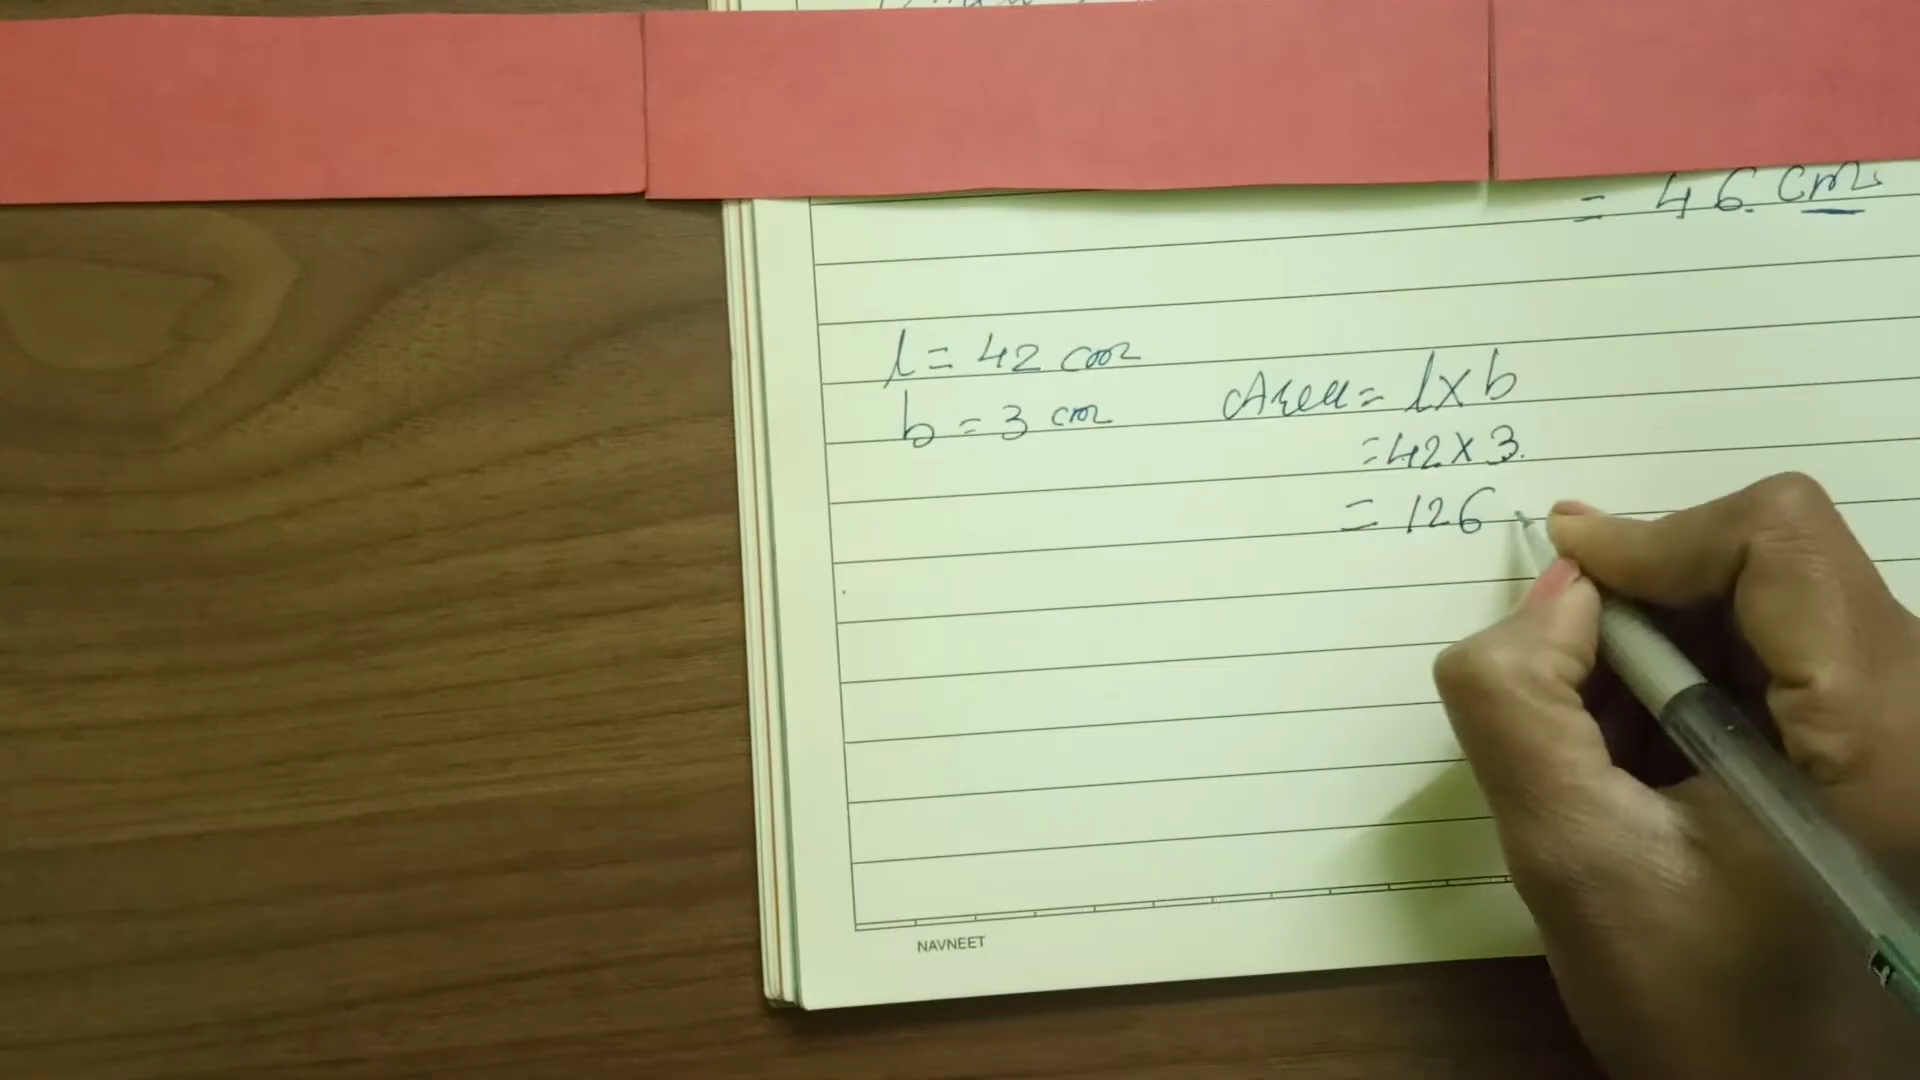 = 46 cm
l = 42 cm
b = 3 cm
Area = l x b
= 42 x 3
= 126
NAVNEET